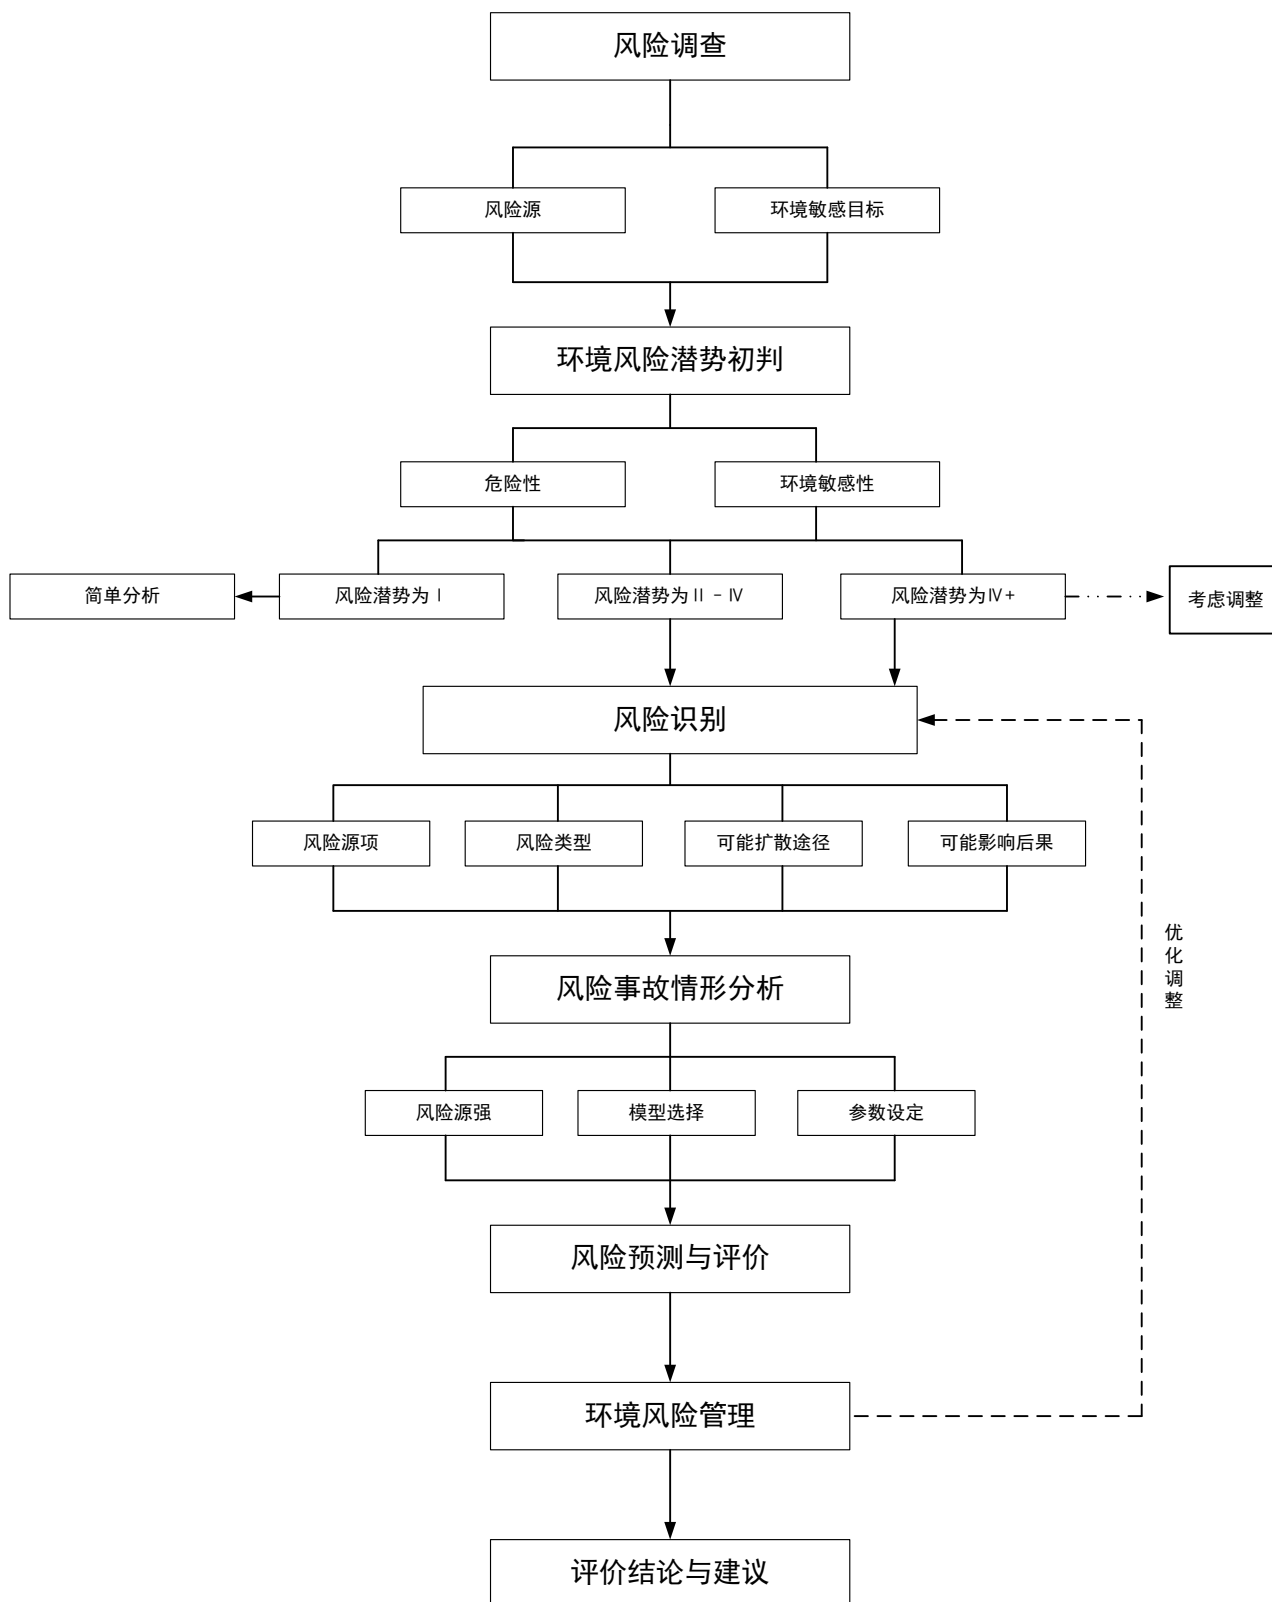 风险调查
风险源
环境敏感目标
环境风险潜势初判
危险性
环境敏感性
简单分析
风险潜势为Ⅰ
风险潜势为Ⅱ－Ⅳ
风险潜势为Ⅳ+
考虑调整
风险识别
风险源项
风险类型
可能扩散途径
可能影响后果
优
化
调
整
风险事故情形分析
风险源强
模型选择
参数设定
风险预测与评价
环境风险管理
评价结论与建议